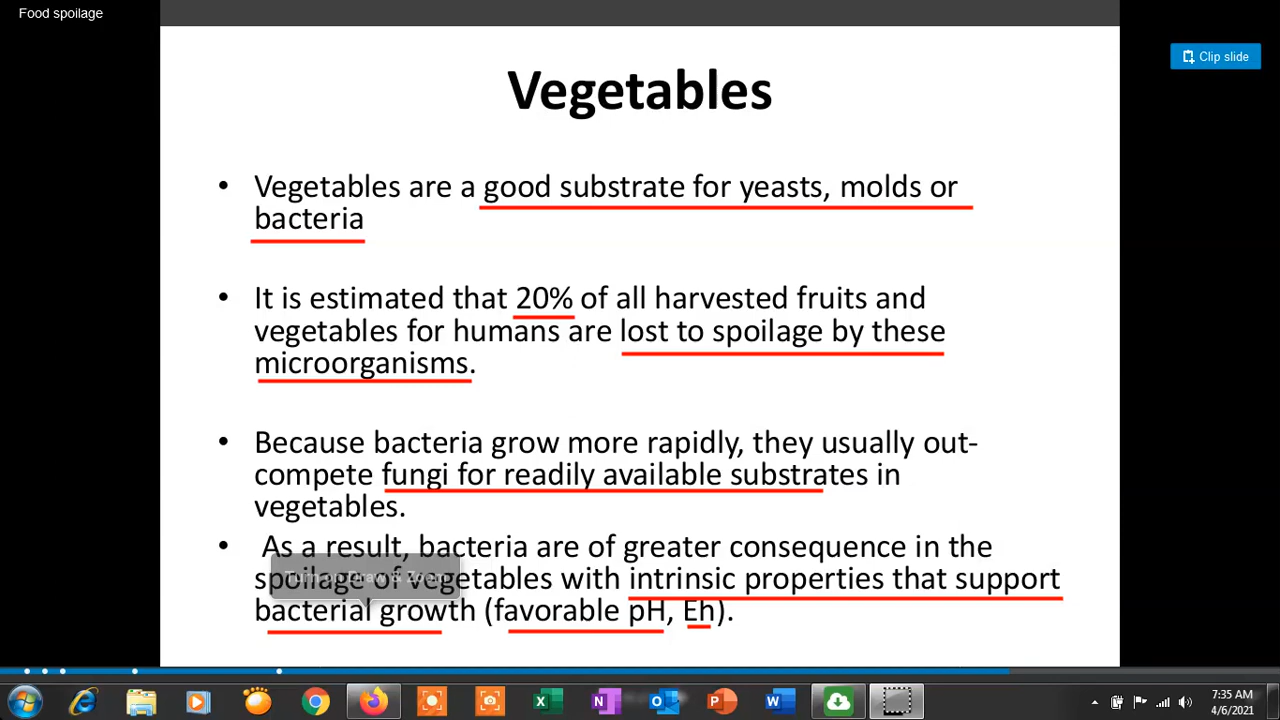 Food spoilage
Clip slide
Vegetables
• Vegetables are a good substrate for yeasts, molds or
bacteria
• It is estimated that 20% of all harvested fruits and
vegetables for humans are lost to spoilage by these
microorganisms.
• Because bacteria grow more rapidly, they usually out-
compete fungi for readily available substrates in
vegetables.
• As a result, bacteria are of greater consequence in the
spoilage of vegetables with intrinsic properties that support
bacterial growth (favorable pH, Eh).
Turn on Draw & Zoom
7:35 AM
4/6/2021